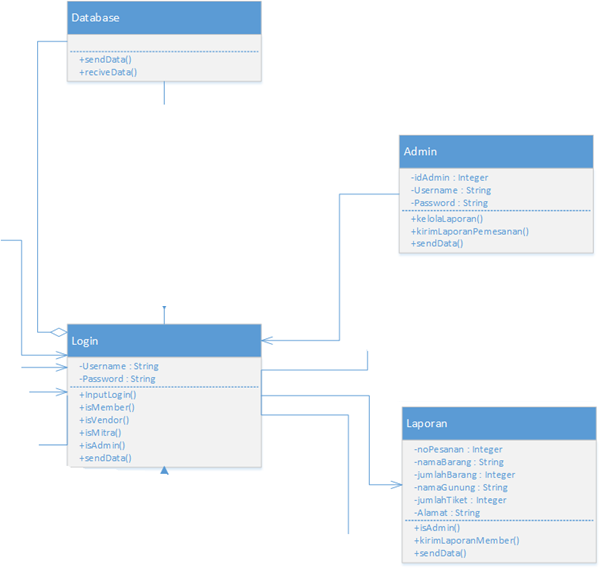 Database
+sendData()
+reciveData()
Admin
-idAdmin : Integer
-Username : String
-Password : String
+kelolaLaporan()
+kirimLaporanPemesanan()
+sendData()
Login
-Username : String
-Password : String
+InputLogin()
+isMember()
+isVendor()
+isMitra()
+isAdmin()
+sendData()
Laporan
-noPesanan : Integer
-namaBarang : String
-jumlahBarang : Integer
-namaGunung : String
-jumlahTiket : Integer
-Alamat : String
+isAdmin()
+kirimLaporanMember()
+sendData()